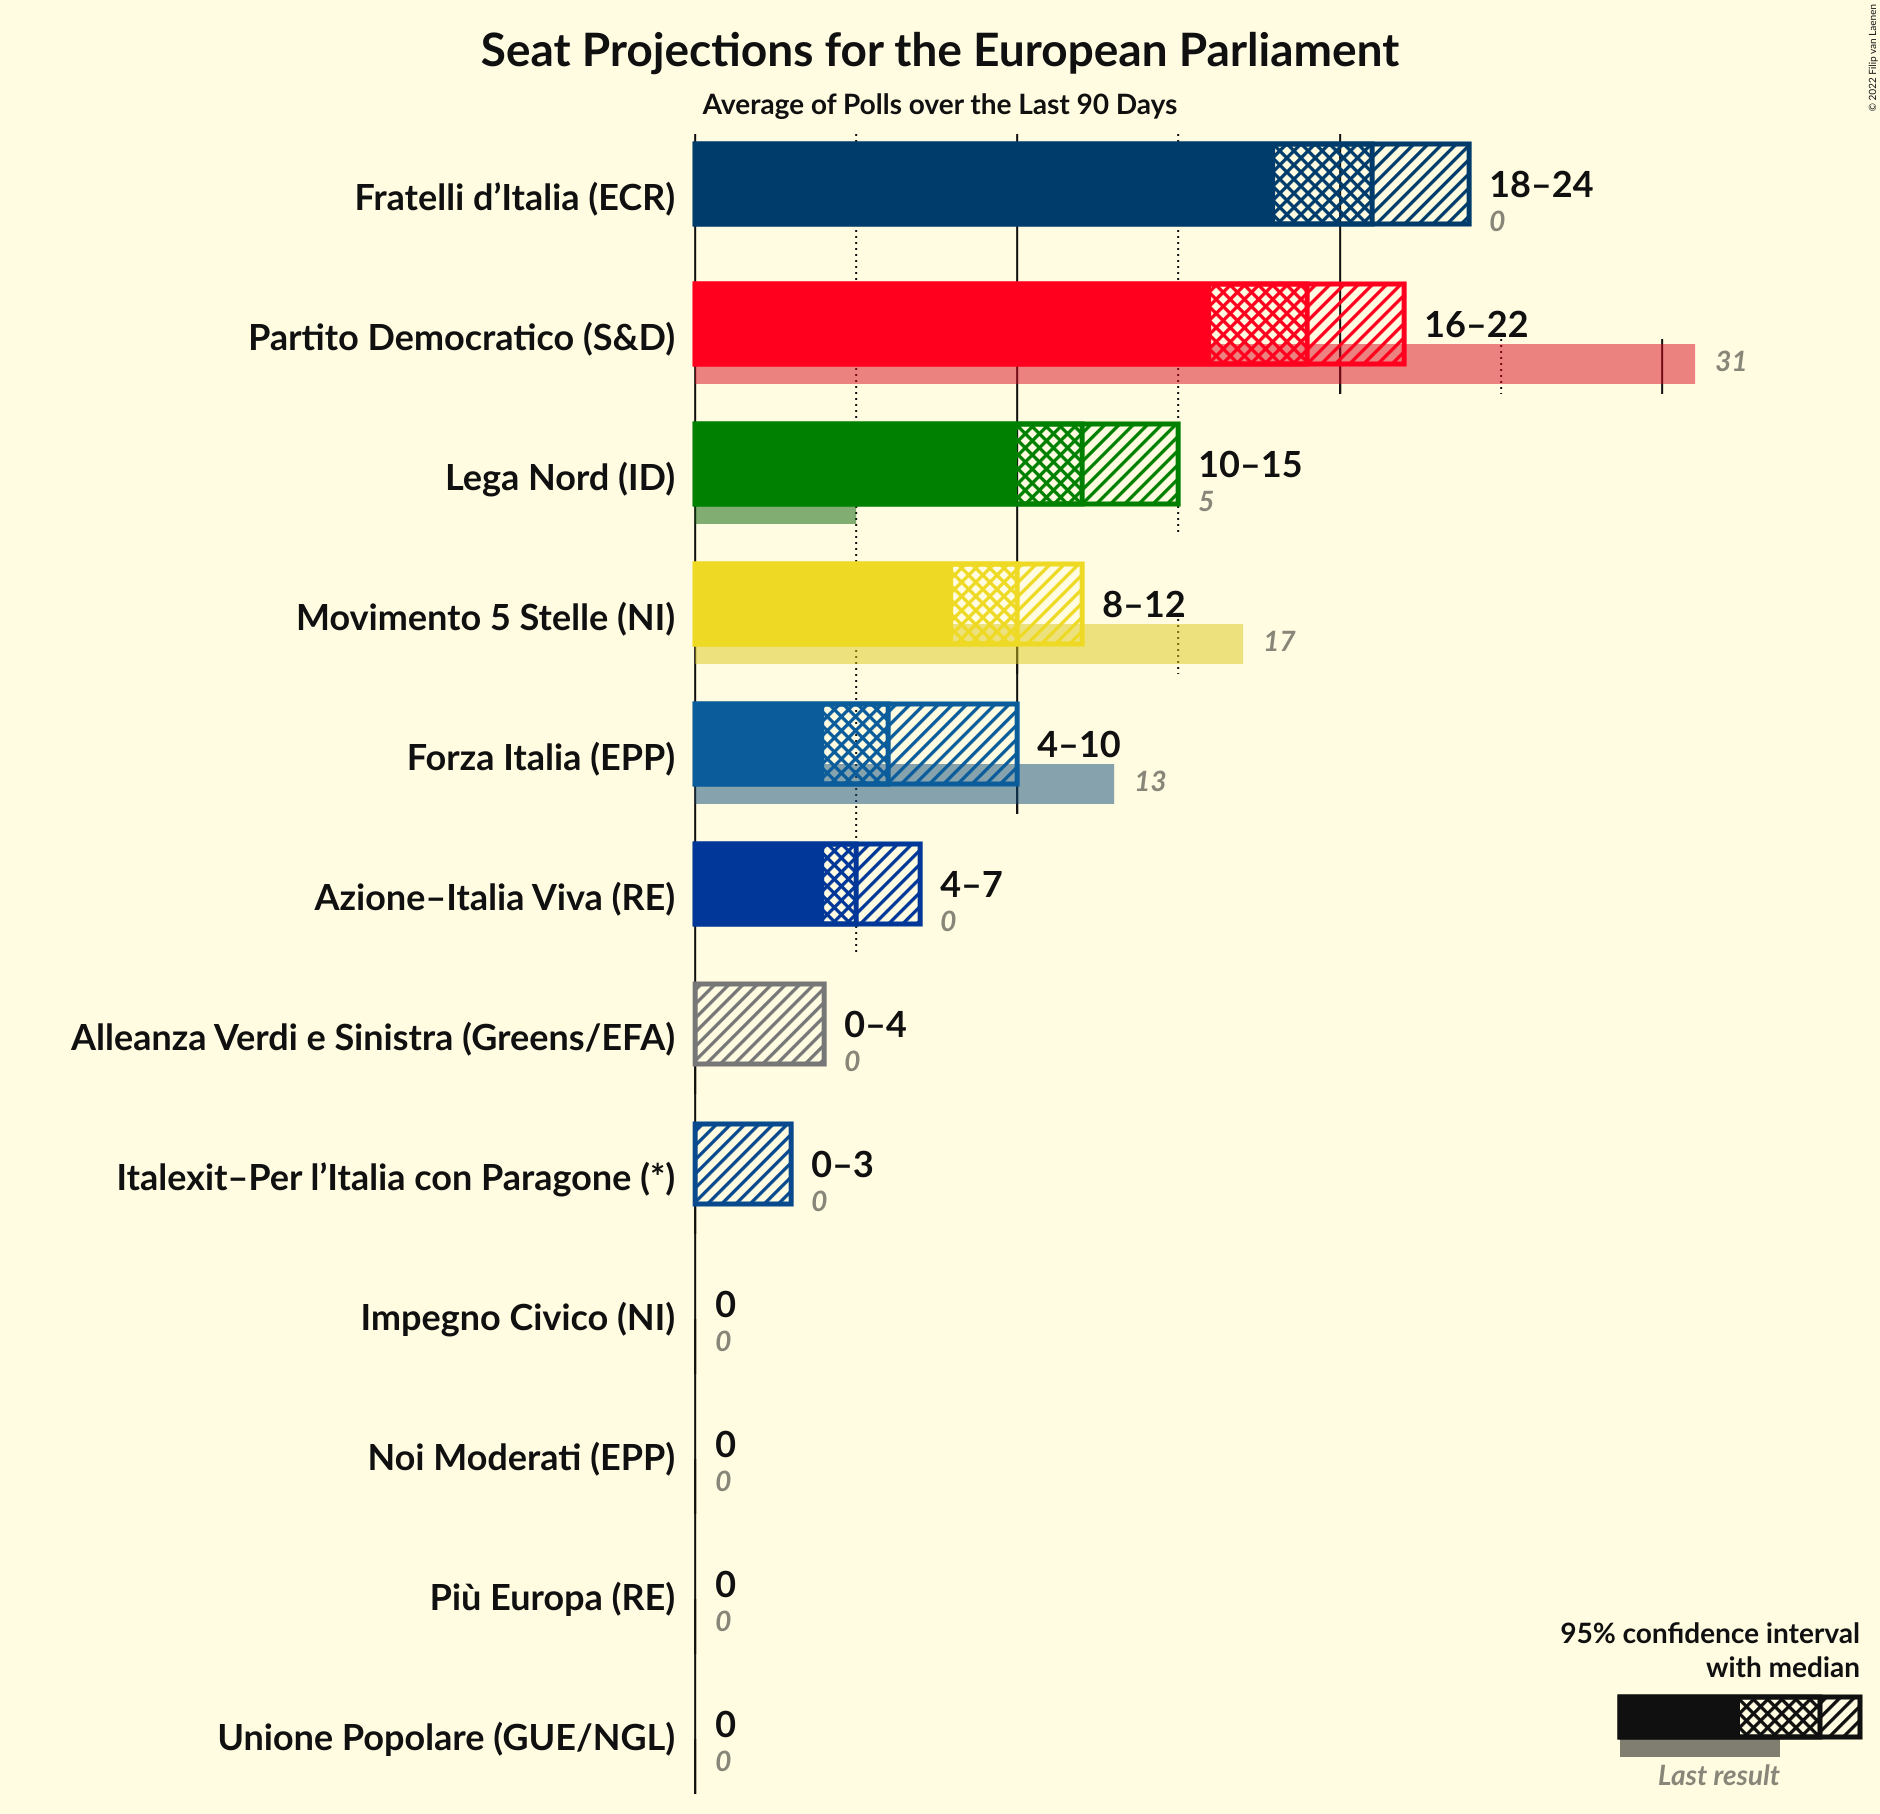 Seat Projections for the European Parliament
Average of Polls over the Last 90 Days
© 2022 Filip van Laenen
Fratelli d’Italia (ECR)
18–24
0
Partito Democratico (S&D)
16–22
31
Lega Nord (ID)
10–15
5
Movimento 5 Stelle (NI)
8–12
17
Forza Italia (EPP)
4–10
13
Azione–Italia Viva (RE)
4–7
0
Alleanza Verdi e Sinistra (Greens/EFA)
0–4
0
Italexit–Per l’Italia con Paragone (*)
0–3
0
Impegno Civico (NI)
0
0
Noi Moderati (EPP)
0
0
Più Europa (RE)
0
0
Unione Popolare (GUE/NGL)
0
0
95% confidence interval
with median
Last result